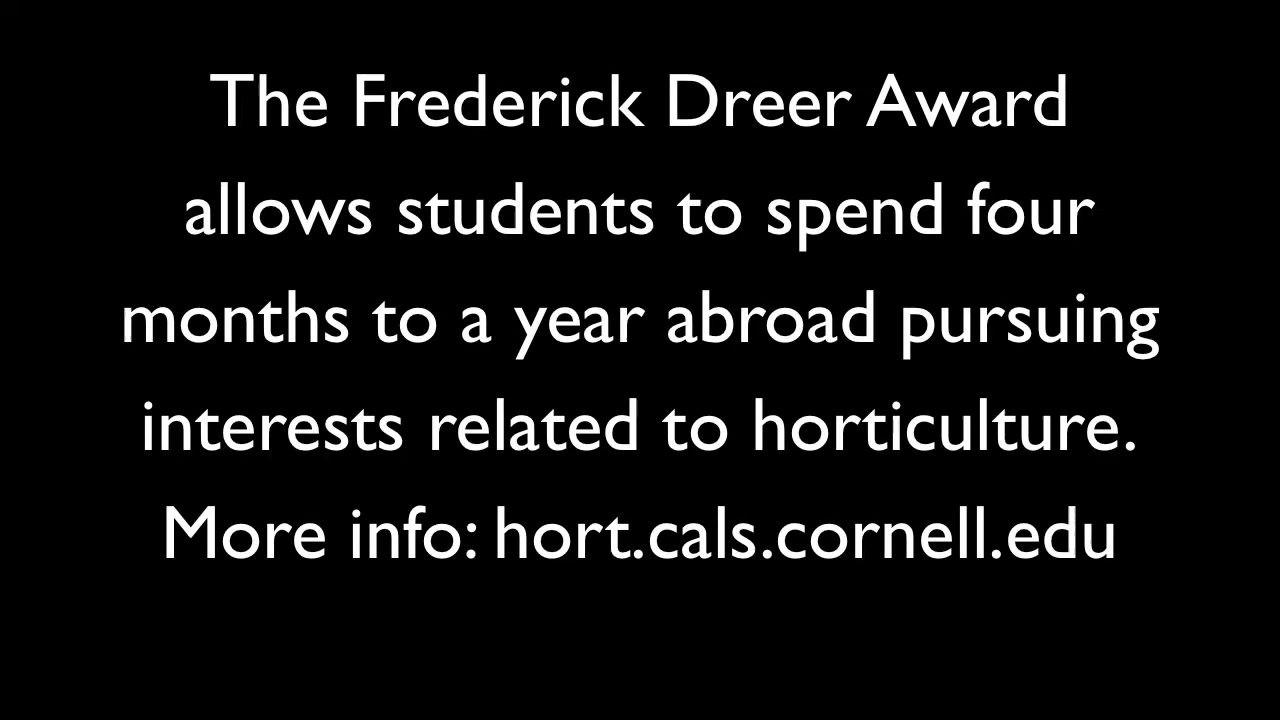 The Frederick Dreer Award
allows students to spend four
months to a year abroad pursuing
interests related to horticulture.
More info: hort.cals.cornell.edu